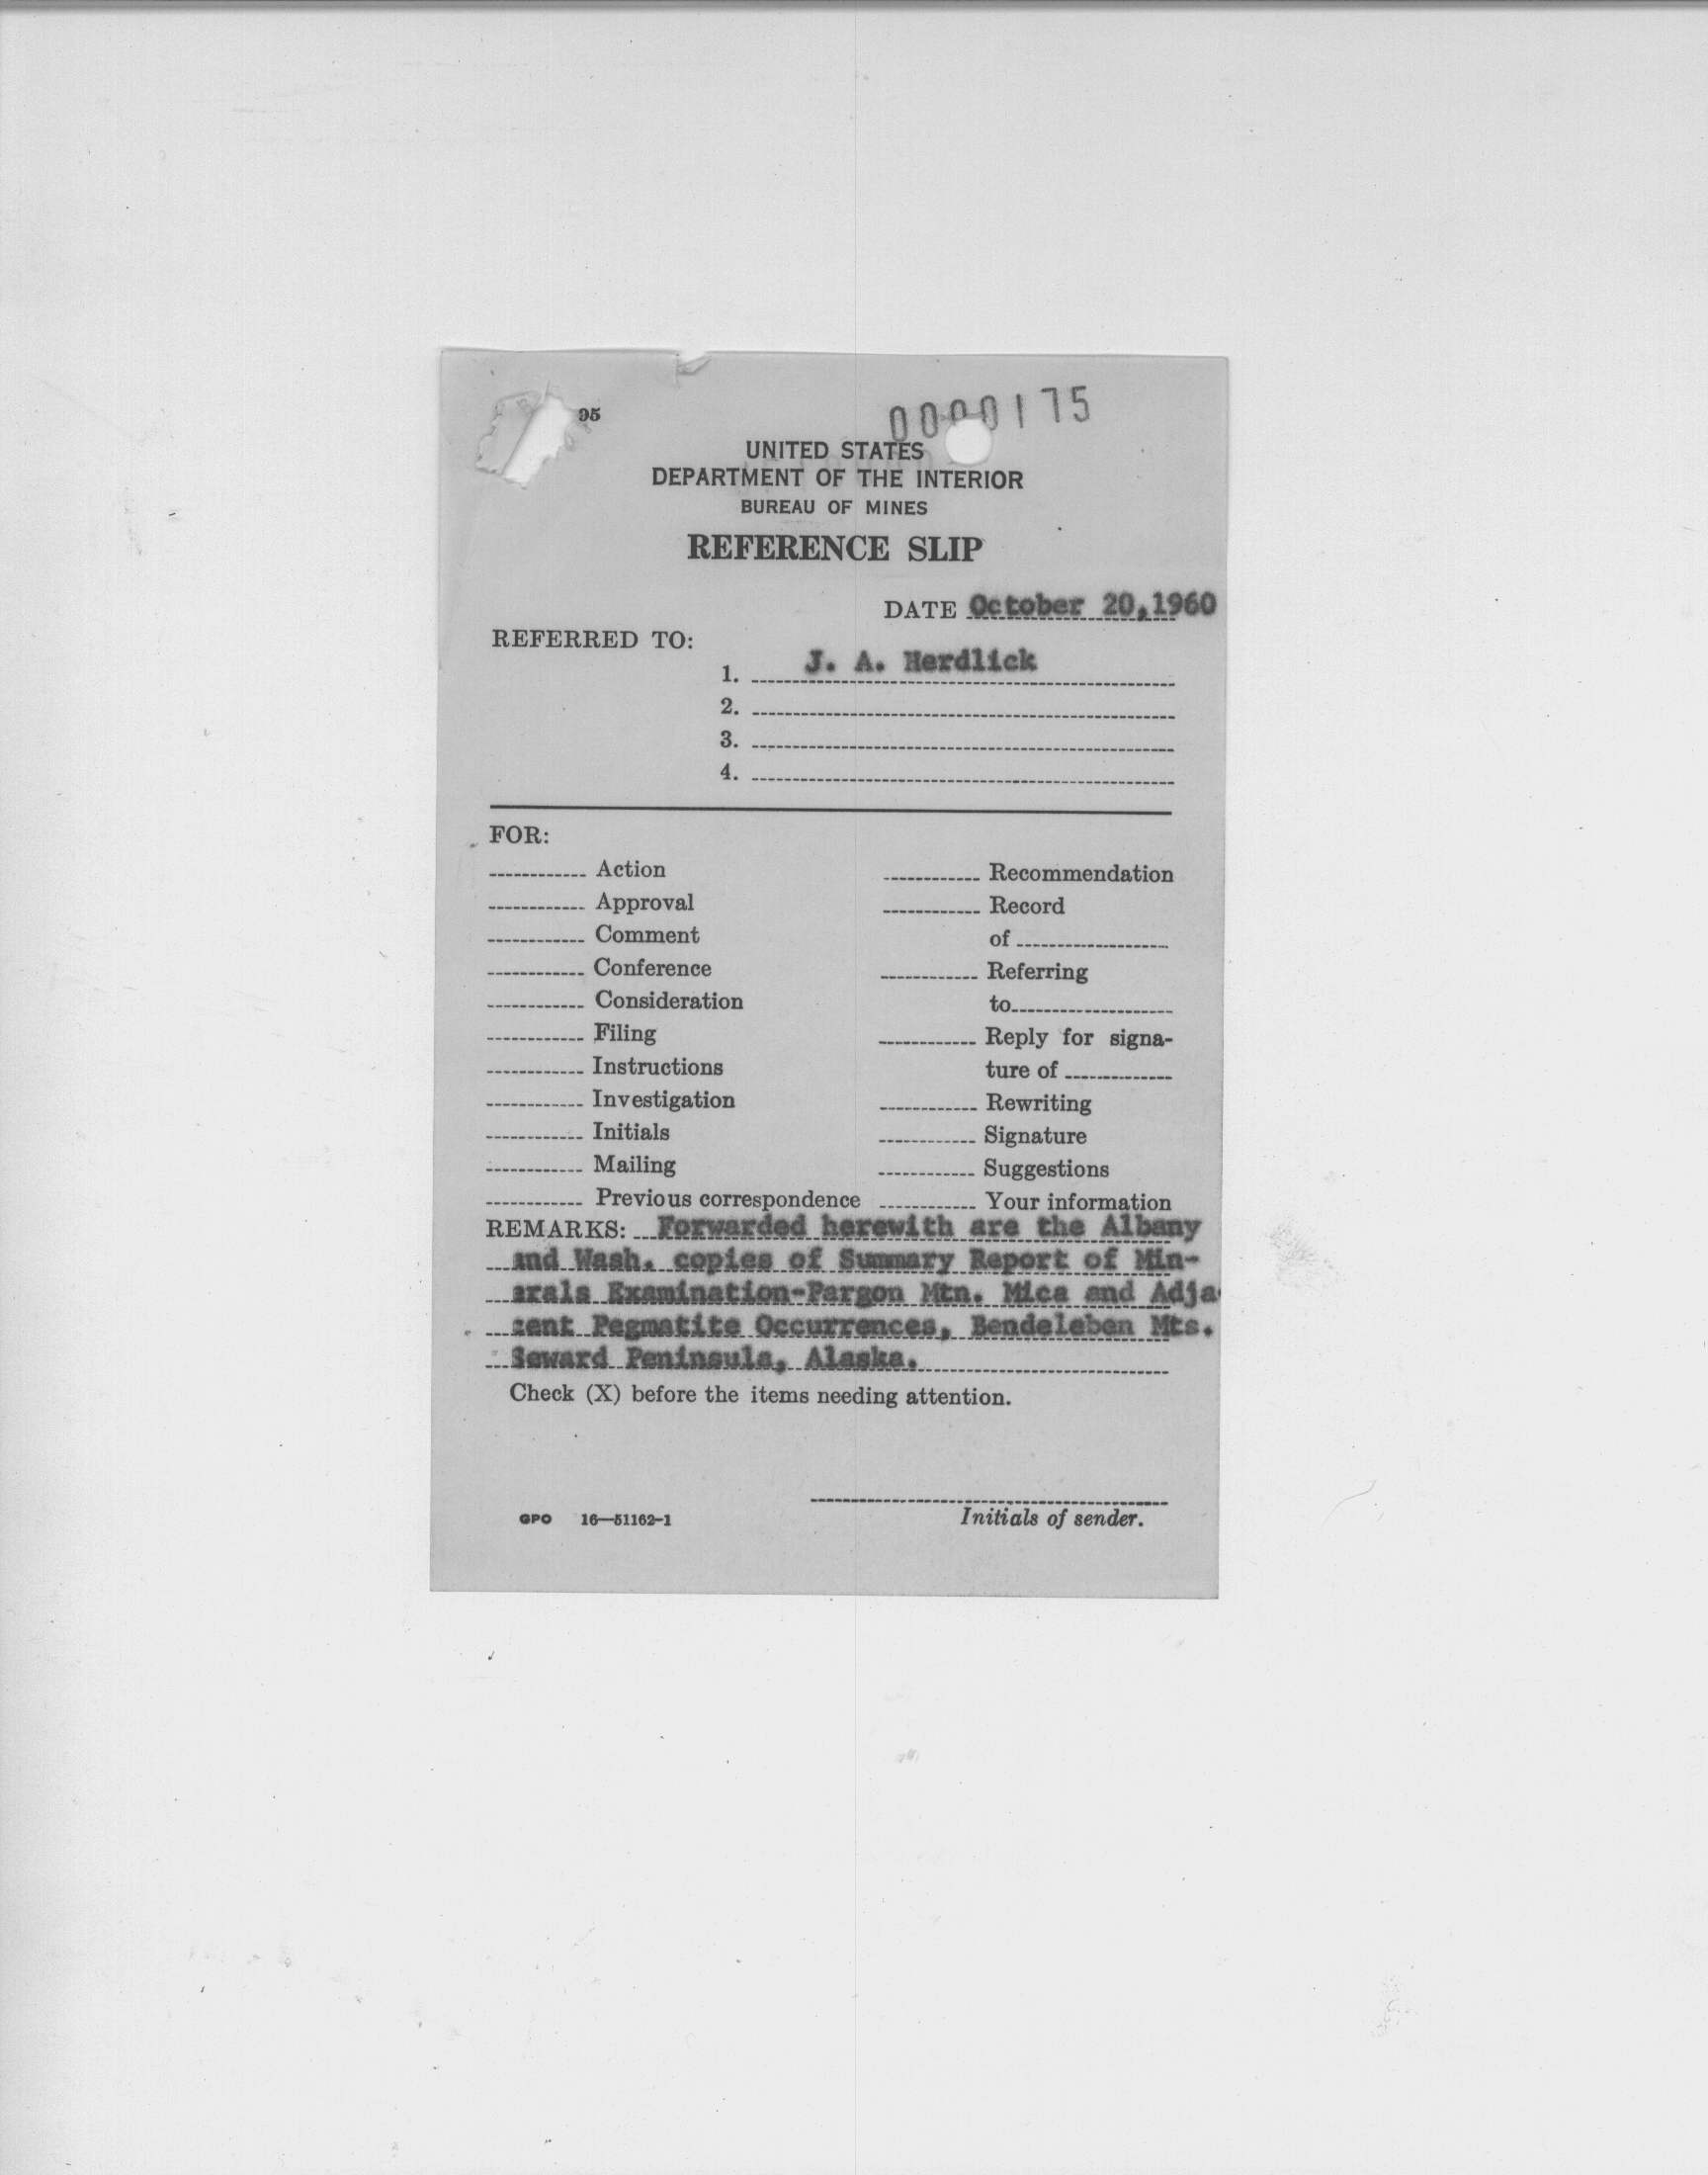 95
0000175
UNITED STATES
DEPARTMENT OF THE INTERIOR
BUREAU OF MINES
REFERENCE SLIP
DATE October 20,1960
REFERRED TO:
1. J. A. Herdlick
2.
3.
4.
FOR:
Action
Approval
Comment
Conference
Consideration
Filing
Instructions
Investigation
Initials
Mailing
Previous correspondence
Recommendation
Record
of
Referring
to
Reply for signa-
ture of
Rewriting
Signature
Suggestions
Your information
REMARKS: Forwarded herewith are the Albany
and Wash. copies of Summary Report of Min-
erals Examination-Pargon Mtn. Mica and Adja
cent Pegmatite Occurrences, Bendeleben Mts.
Seward Peninsula, Alaska.
Check (X) before the items needing attention.
Initials of sender.
GPO 16—51162-1